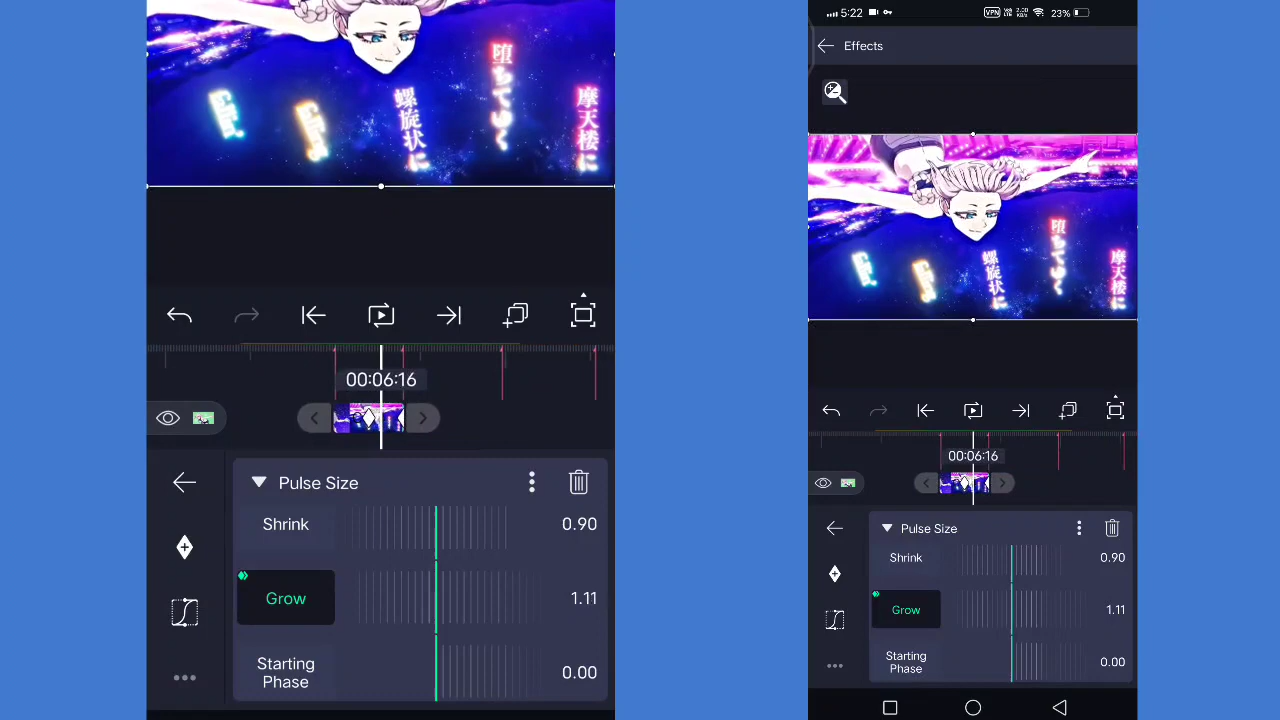 堕ちてゆく
螺旋状に
摩天楼に
00:06:16
Pulse Size
Shrink
0.90
Grow
1.11
Starting
Phase
0.00
5:22
VPN
23%
Effects
堕ちてゆく
螺旋状に
摩天楼に
00:06:16
Pulse Size
Shrink
0.90
Grow
1.11
Starting
Phase
0.00